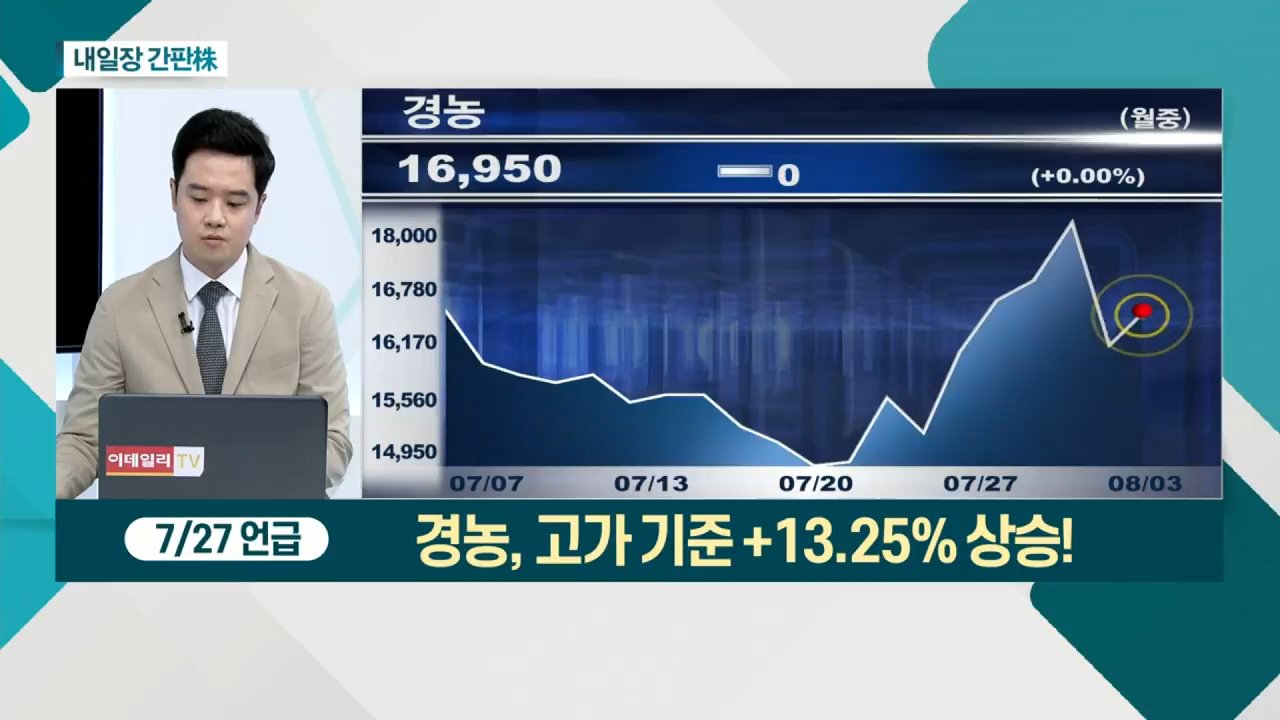 내일장 간판株
경농
(월중)
16,950
0
(+0.00%)
18,000
16,780
16,170
15,560
14,950
07/07
07/13
07/20
07/27
08/03
이데일리 TV
7/27 언급
경농, 고가 기준 +13.25% 상승!